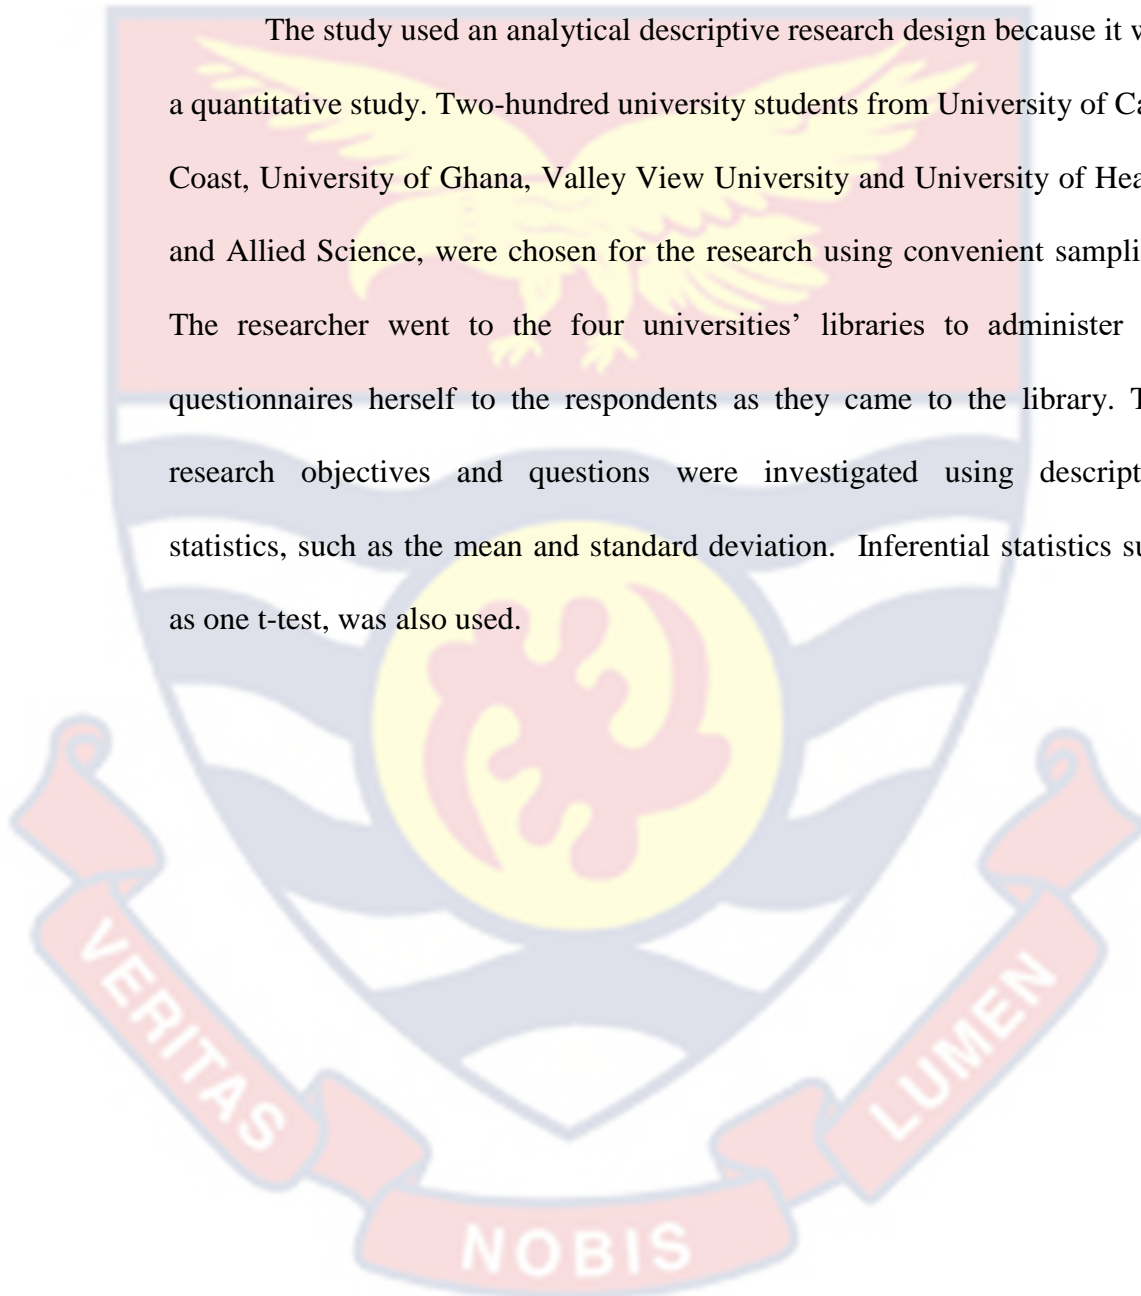 The study used an analytical descriptive research design because it
a quantitative study. Two-hundred university students from University of
Coast, University of Ghana, Valley View University and University of
and Allied Science, were chosen for the research using convenient
The researcher went to the four universities’ libraries to administer
questionnaires herself to the respondents as they came to the library.
research objectives and questions were investigated using
statistics, such as the mean and standard deviation. Inferential statistics
as one t-test, was also used.
VERITAS
NOBIS
LUMEN